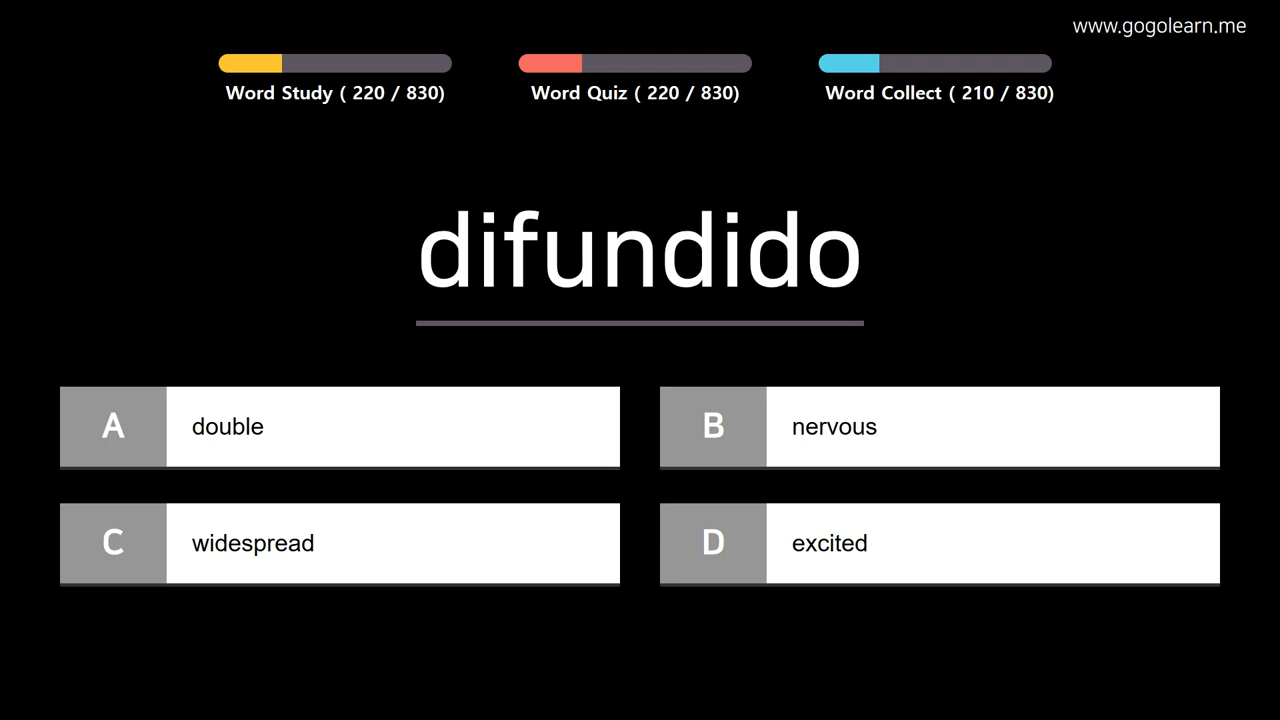 www.gogolearn.me
Word Study ( 220 / 830)
Word Quiz ( 220 / 830)
Word Collect ( 210 / 830)
difundido
A double
B nervous
C widespread
D excited